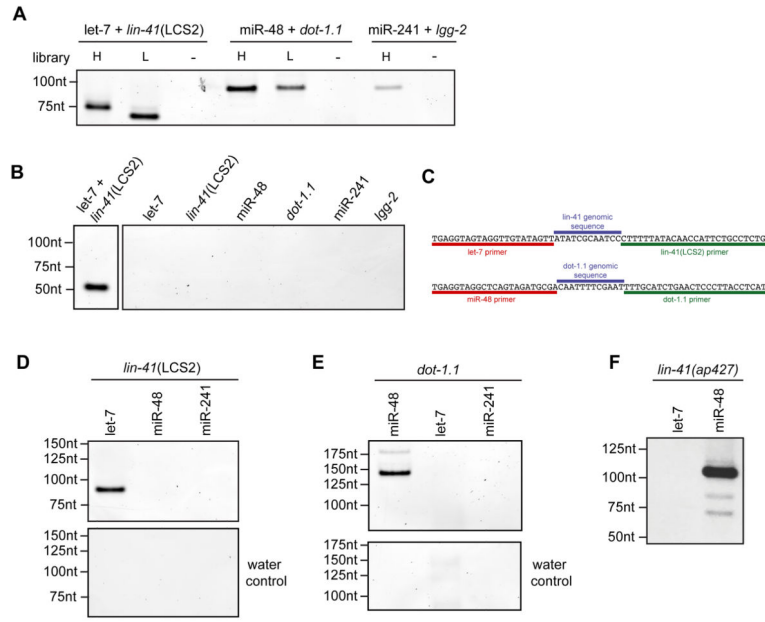 A
let-7 + lin-41(LCS2) miR-48 + dot-1.1 miR-241 + lgg-2
library H L - H L - H -
100nt
75nt
B
let-7 +
lin-41(LCS2)
let-7
lin-41(LCS2)
miR-48
dot-1.1
miR-241
lgg-2
100nt
75nt
50nt
C
lin-41 genomic
sequence
TGAGGTAGTAGGTTGTATAGTTATATCGCAATCCCTTTTTATACAACCATTCTGCCTCTG
let-7 primer lin-41(LCS2) primer
dot-1.1 genomic
sequence
TGAGGTAGGCTCAGTAGATGCGACAATTTTCGAATTTTGCATCTGAACTCCCTTACCTCAT
miR-48 primer dot-1.1 primer
D
lin-41(LCS2)
let-7
miR-48
miR-241
150nt
125nt
100nt
75nt
150nt
125nt
100nt
75nt
water
control
E
dot-1.1
miR-48
let-7
miR-241
175nt
150nt
125nt
100nt
175nt
150nt
125nt
100nt
water
control
F
lin-41(ap427)
let-7
miR-48
125nt
100nt
75nt
50nt